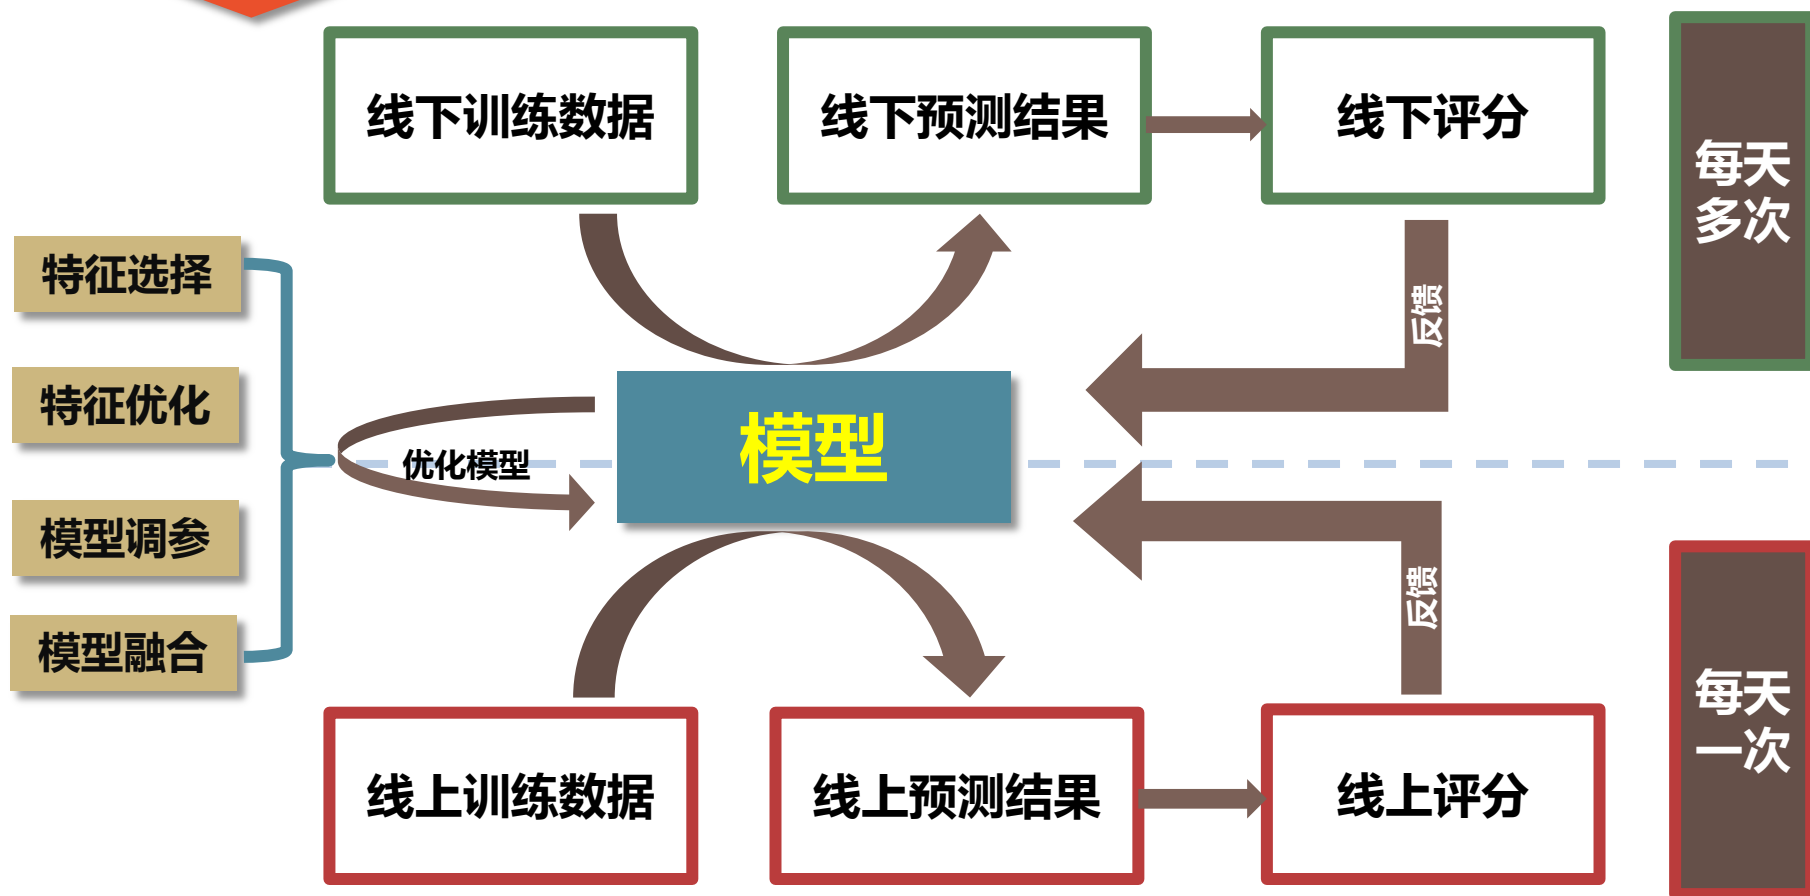 线下训练数据
线下预测结果
线下评分
每天
多次
特征选择
特征优化
模型调参
模型融合
优化模型
模型
反馈
反馈
线上训练数据
线上预测结果
线上评分
每天
一次